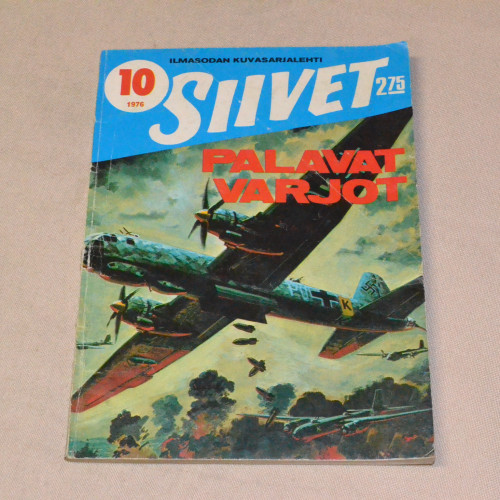 ILMASODAN KUVASARJALEHTI
10
1976
SIIVET
2.75
PALAVAT
VARJOT
K